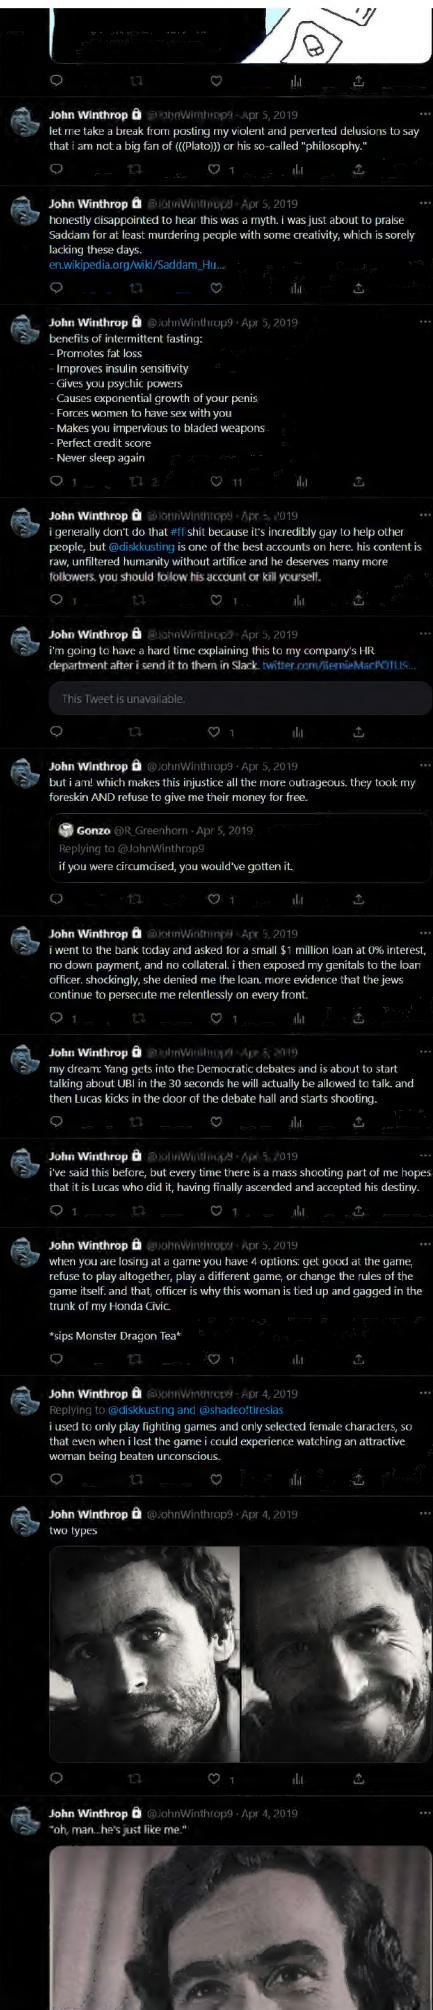 John Winthrop @JohnWinthrop9 · Apr 5, 2019
let me take a break from posting my violent and perverted delusions to say
that i am not a big fan of (((Plato))) or his so-called "philosophy."
1
John Winthrop @JohnWinthrop9 · Apr 5, 2019
honestly disappointed to hear this was a myth. i was just about to praise
Saddam for at least murdering people with some creativity, which is sorely
lacking these days.
en.wikipedia.org/wiki/Saddam_Hu...
John Winthrop @JohnWinthrop9 · Apr 5, 2019
benefits of intermittent fasting:
- Promotes fat loss
- Improves insulin sensitivity
- Gives you psychic powers
- Causes exponential growth of your penis
- Forces women to have sex with you
- Makes you impervious to bladed weapons
- Perfect credit score
- Never sleep again
1 2 11
John Winthrop @JohnWinthrop9 · Apr 5, 2019
i generally don't do that #ff shit because it's incredibly gay to help other
people, but @diskkusting is one of the best accounts on here. his content is
raw, unfiltered humanity without artifice and he deserves many more
followers. you should follow his account or kill yourself.
1 1
John Winthrop @JohnWinthrop9 · Apr 5, 2019
i'm going to have a hard time explaining this to my company's HR
department after i send it to them in Slack. twitter.com/BernieMacPOTUS...
This Tweet is unavailable.
1
John Winthrop @JohnWinthrop9 · Apr 5, 2019
but i am! which makes this injustice all the more outrageous. they took my
foreskin AND refuse to give me their money for free.
Gonzo @R_Greenhorn · Apr 5, 2019
Replying to @JohnWinthrop9
if you were circumcised, you would've gotten it.
1
John Winthrop @JohnWinthrop9 · Apr 5, 2019
i went to the bank today and asked for a small $1 million loan at 0% interest,
no down payment, and no collateral. i then exposed my genitals to the loan
officer. shockingly, she denied me the loan. more evidence that the jews
continue to persecute me relentlessly on every front.
1 1
John Winthrop @JohnWinthrop9 · Apr 5, 2019
my dream: Yang gets into the Democratic debates and is about to start
talking about UBI in the 30 seconds he will actually be allowed to talk. and
then Lucas kicks in the door of the debate hall and starts shooting.
John Winthrop @JohnWinthrop9 · Apr 5, 2019
i've said this before, but every time there is a mass shooting part of me hopes
that it is Lucas who did it, having finally ascended and accepted his destiny.
1 1
John Winthrop @JohnWinthrop9 · Apr 5, 2019
when you are losing at a game you have 4 options: get good at the game,
refuse to play altogether, play a different game, or change the rules of the
game itself. and that, officer is why this woman is tied up and gagged in the
trunk of my Honda Civic.
*sips Monster Dragon Tea*
1
John Winthrop @JohnWinthrop9 · Apr 4, 2019
Replying to @diskkusting and @shadeoftiresias
i used to only play fighting games and only selected female characters, so
that even when i lost the game i could experience watching an attractive
woman being beaten unconscious.
John Winthrop @JohnWinthrop9 · Apr 4, 2019
two types
1
John Winthrop @JohnWinthrop9 · Apr 4, 2019
"oh, man...he's just like me."